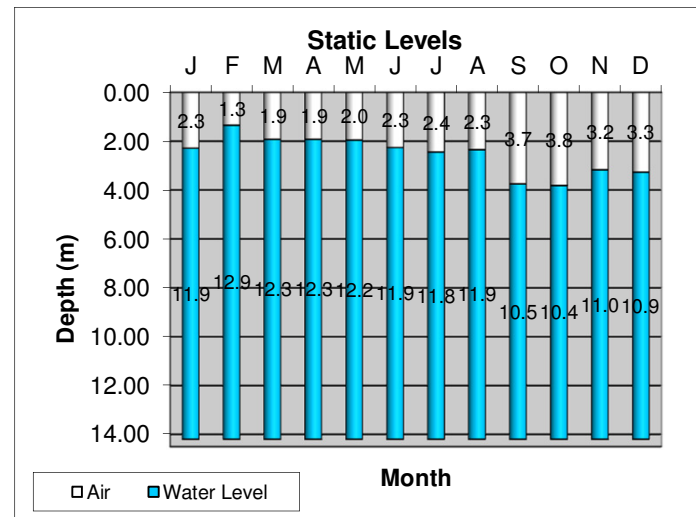 Static Levels
J F M A M J J A S O N D
0.00
2.00
4.00
6.00
8.00
10.00
12.00
14.00
Depth (m)
2.3 1.3 1.9 1.9 2.0 2.3 2.4 2.3 3.7 3.8 3.2 3.3
11.9 12.9 12.3 12.3 12.2 11.9 11.8 11.9 10.5 10.4 11.0 10.9
Month
Air Water Level